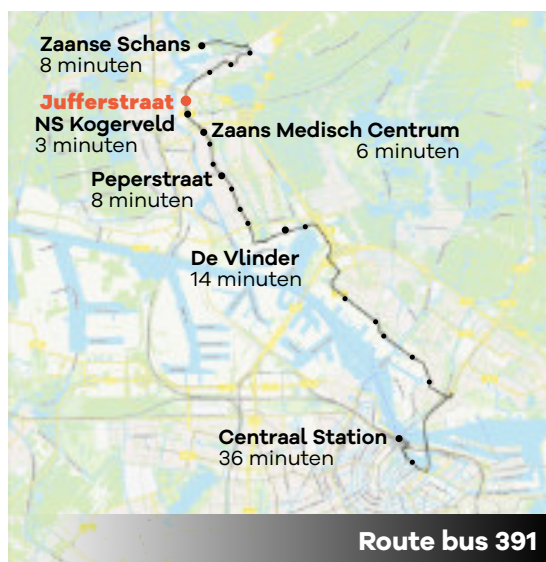 Zaanse Schans
8 minuten
Jufferstraat
NS Kogerveld
3 minuten
Zaans Medisch Centrum
6 minuten
Peperstraat
8 minuten
De Vlinder
14 minuten
Centraal Station
36 minuten
Route bus 391